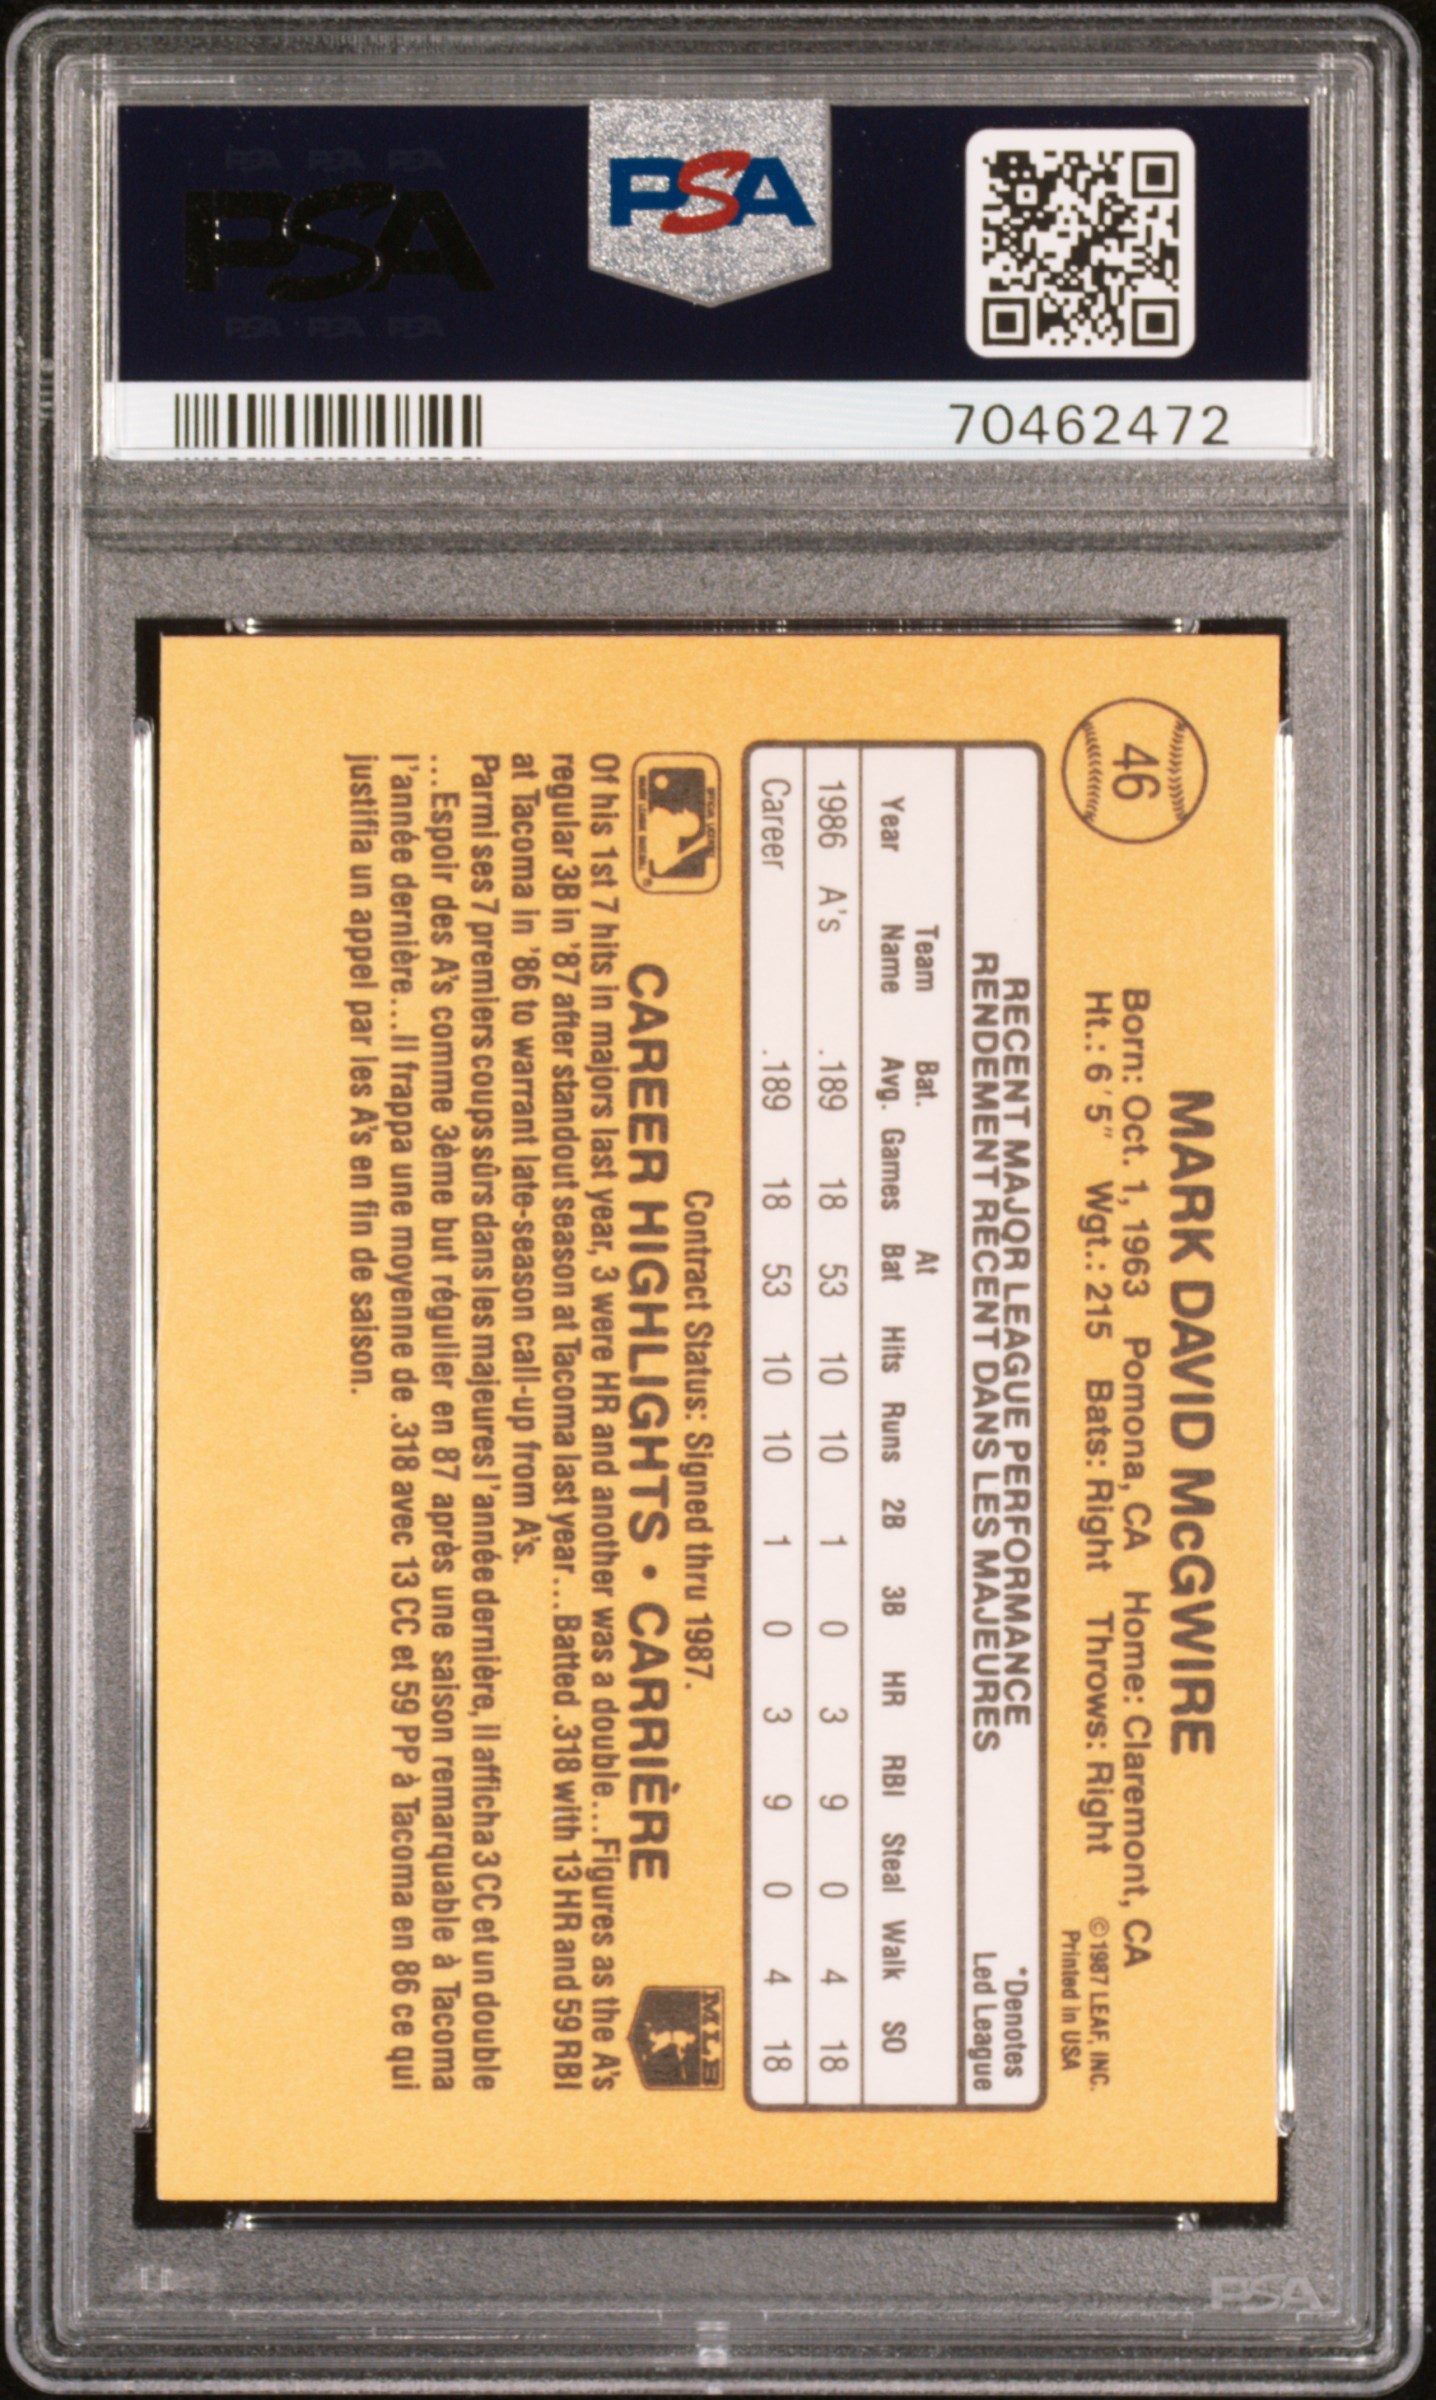 PSA PSA PSA
PSA
PSA PSA PSA
PSA
70462472
46
MARK DAVID McGWIRE
Born: Oct. 1, 1963 Pomona, CA Home: Claremont, CA
Ht.: 6'5" Wgt.: 215 Bats: Right Throws: Right
©1987 LEAF, INC.
Printed in USA
RECENT MAJOR LEAGUE PERFORMANCE
RENDEMENT RÉCENT DANS LES MAJEURES
*Denotes
Led League
Team Bat. At
Year Name Avg. Games Bat Hits Runs 2B 3B HR RBI Steal Walk SO
1986 A's .189 18 53 10 10 1 0 3 9 0 4 18
Career .189 18 53 10 10 1 0 3 9 0 4 18
Contract Status: Signed thru 1987.
CAREER HIGHLIGHTS • CARRIÈRE
MLB
Of his 1st 7 hits in majors last year, 3 were HR and another was a double...Figures as the A's
regular 3B in '87 after standout season at Tacoma last year...Batted .318 with 13 HR and 59 RBI
at Tacoma in '86 to warrant late-season call-up from A's.
Parmi ses 7 premiers coups sûrs dans les majeures l'année dernière, il afficha 3 CC et un double
...Espoir des A's comme 3ème but régulier en 87 après une saison remarquable à Tacoma
l'année dernière...Il frappa une moyenne de .318 avec 13 CC et 59 PP à Tacoma en 86 ce qui
justifia un appel par les A's en fin de saison.
PSA